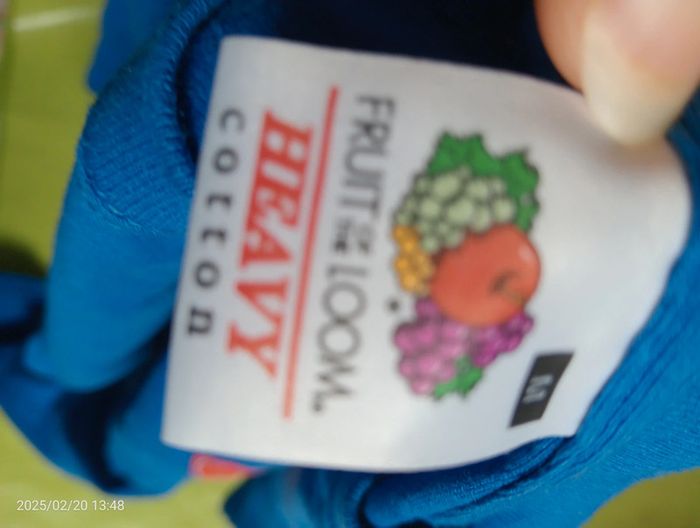 FRUIT OF THE LOOM®
HEAVY
cotton
M
2025/02/20 13:48